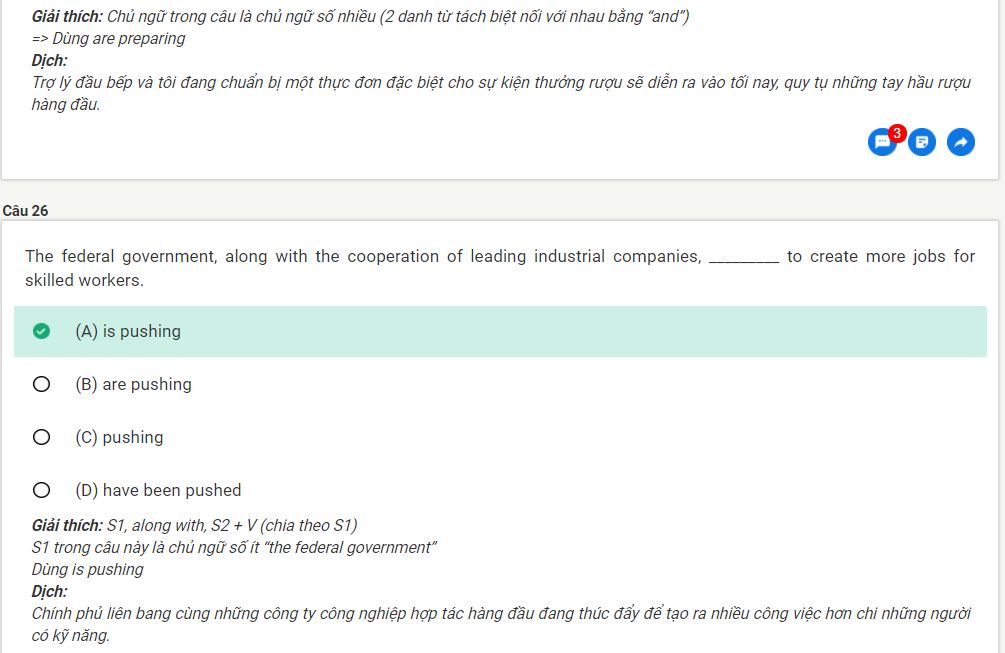 Giải thích: Chủ ngữ trong câu là chủ ngữ số nhiều (2 danh từ tách biệt nối với nhau bằng “and”)
=> Dùng are preparing
Dịch:
Trợ lý đầu bếp và tôi đang chuẩn bị một thực đơn đặc biệt cho sự kiện thưởng rượu sẽ diễn ra vào tối nay, quy tụ những tay hầu rượu
hàng đầu.
3
Câu 26
The federal government, along with the cooperation of leading industrial companies, _________ to create more jobs for
skilled workers.
(A) is pushing
(B) are pushing
(C) pushing
(D) have been pushed
Giải thích: S1, along with, S2 + V (chia theo S1)
S1 trong câu này là chủ ngữ số ít “the federal government”
Dùng is pushing
Dịch:
Chính phủ liên bang cùng những công ty công nghiệp hợp tác hàng đầu đang thúc đẩy để tạo ra nhiều công việc hơn chi những người
có kỹ năng.